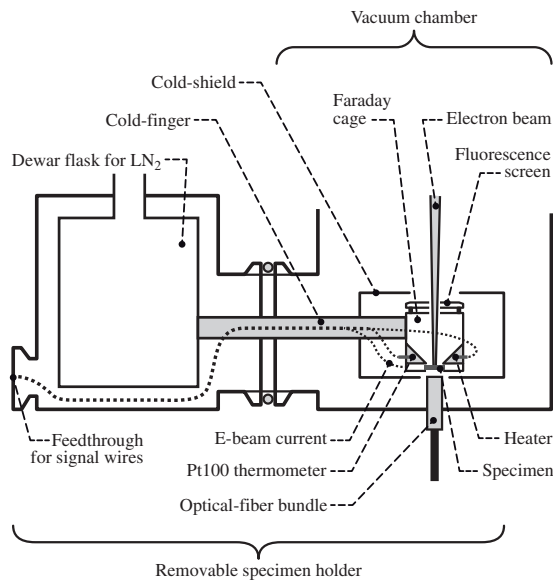 Vacuum chamber
Cold-shield
Faraday
cage
Cold-finger
Electron beam
Dewar flask for LN₂
Fluorescence
screen
Feedthrough
for signal wires
E-beam current
Heater
Pt100 thermometer
Specimen
Optical-fiber bundle
Removable specimen holder